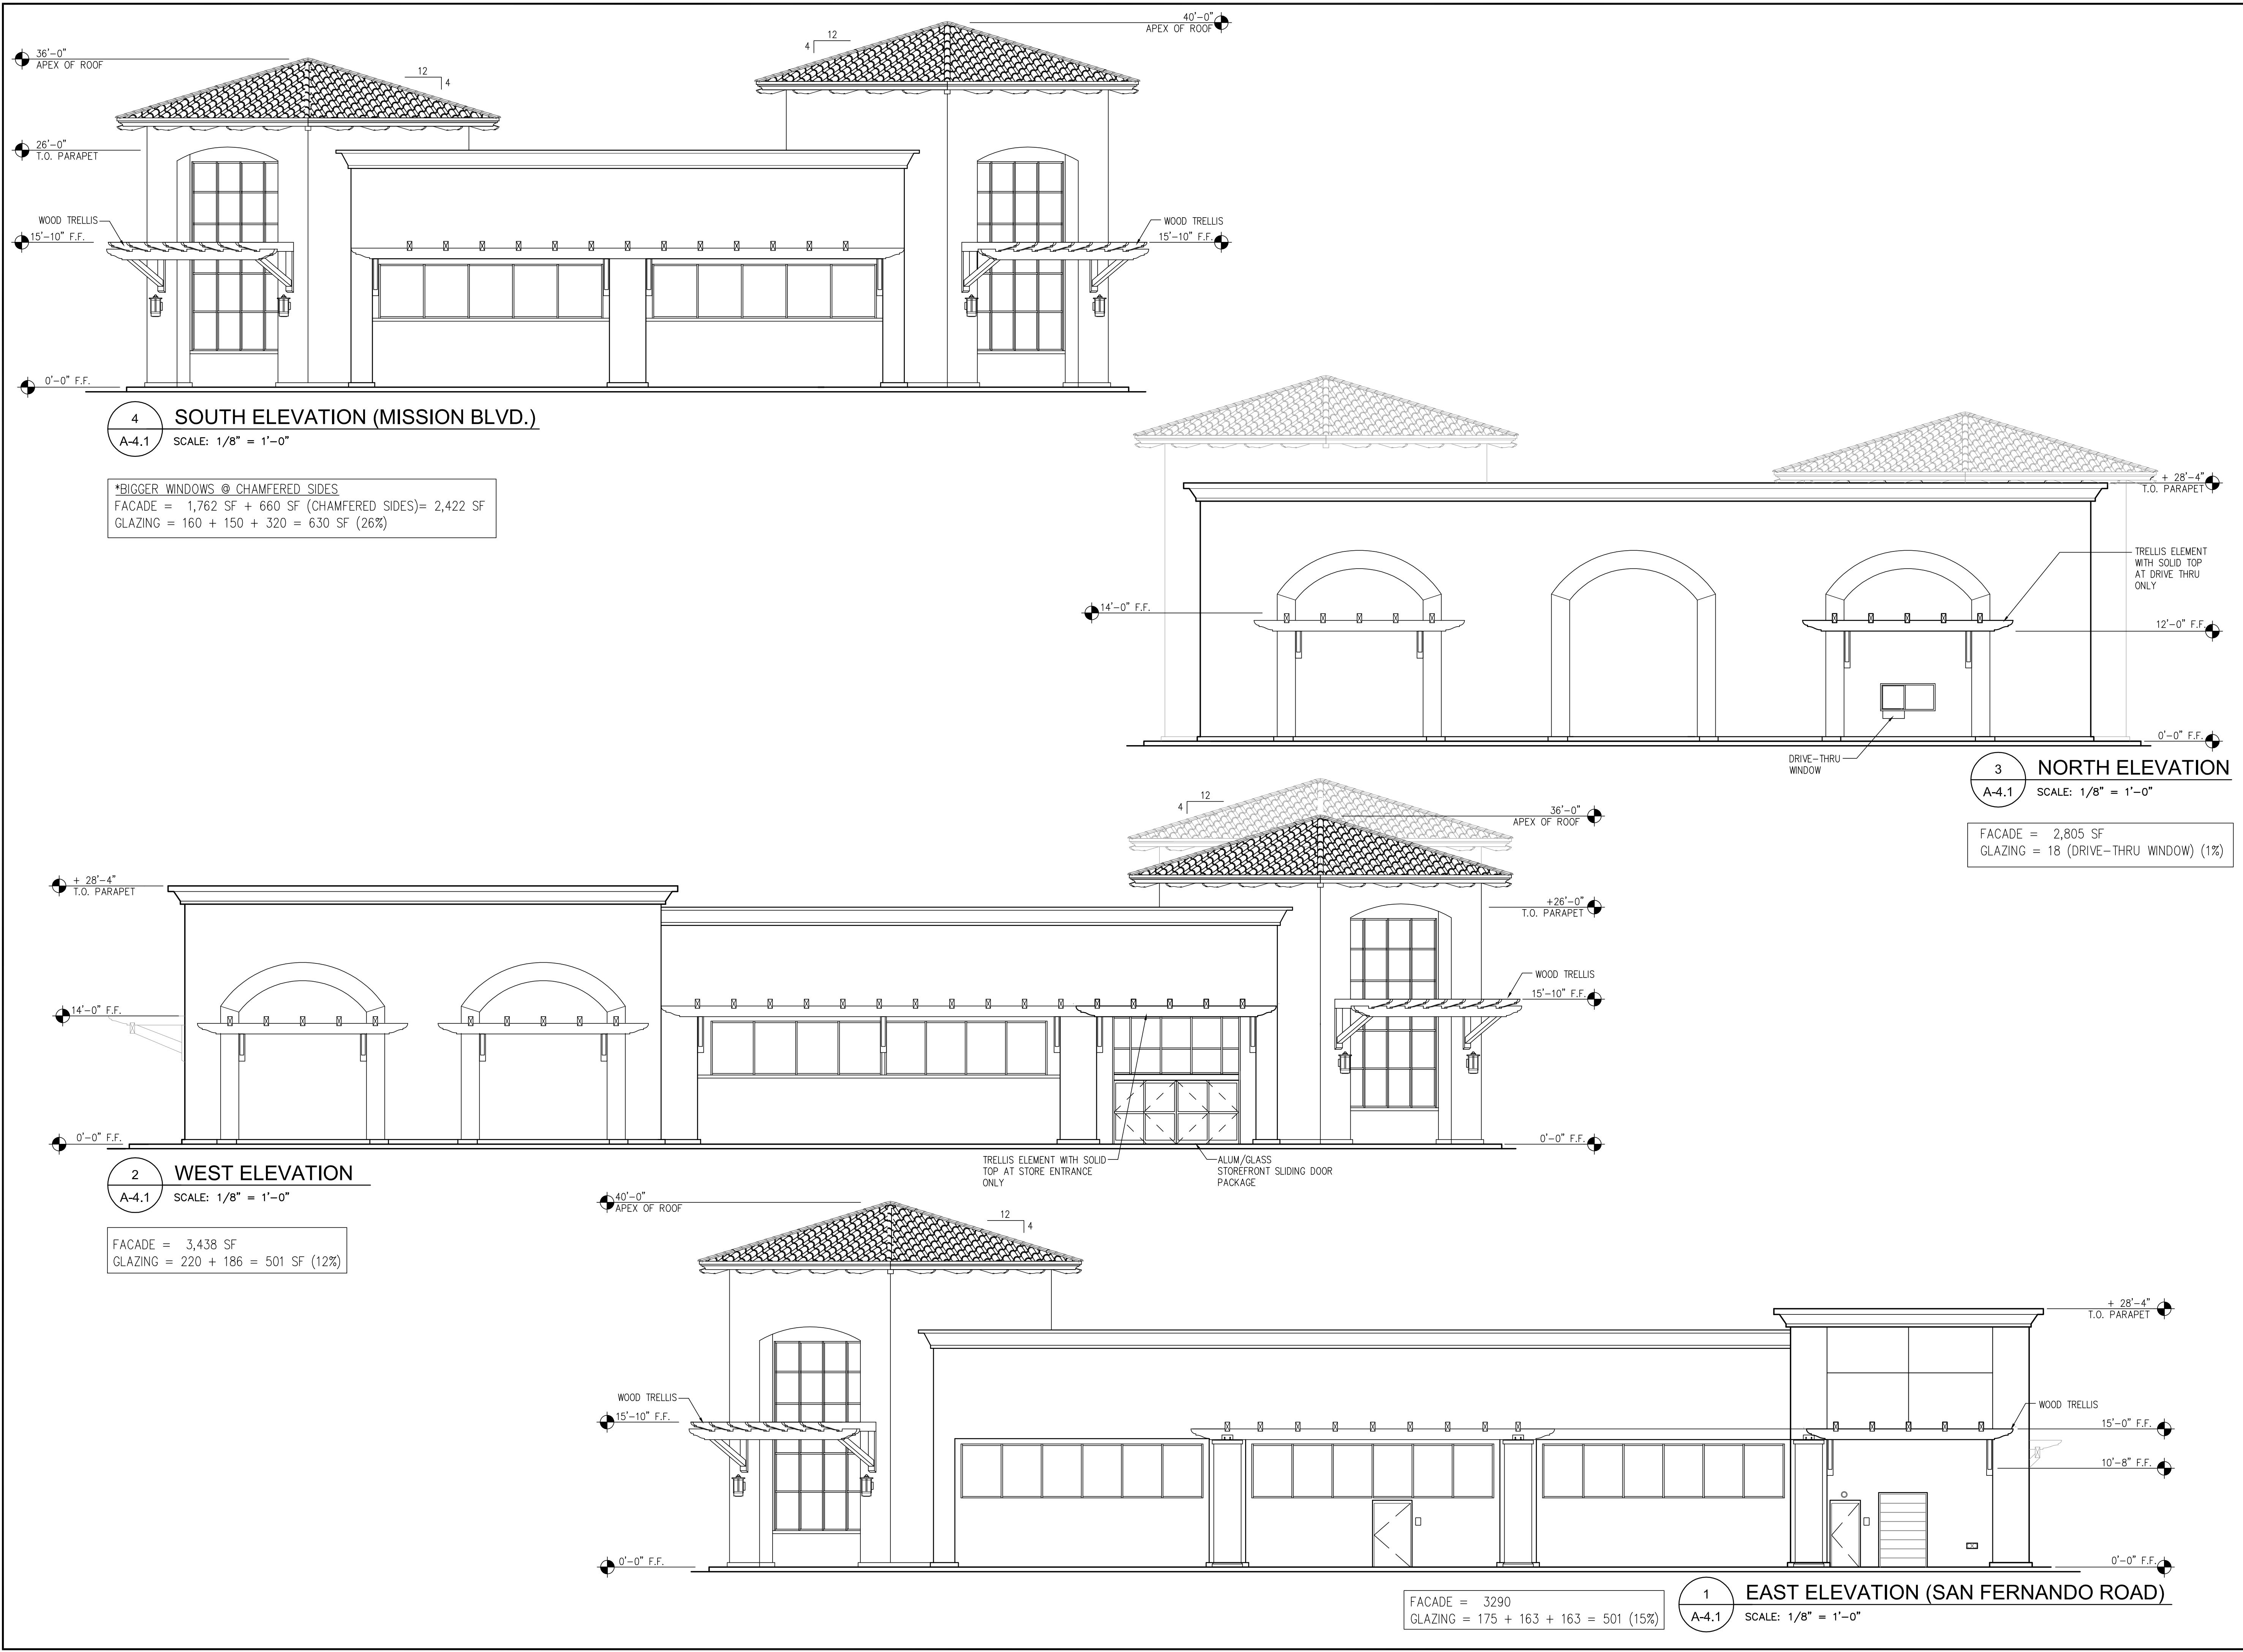 40'-0"
APEX OF ROOF
12
4
36'-0"
APEX OF ROOF
12
4
26'-0"
T.O. PARAPET
WOOD TRELLIS
15'-10" F.F.
WOOD TRELLIS
15'-10" F.F.
0'-0" F.F.
4
A-4.1
SOUTH ELEVATION (MISSION BLVD.)
SCALE: 1/8" = 1'-0"
*BIGGER WINDOWS @ CHAMFERED SIDES
FACADE = 1,762 SF + 660 SF (CHAMFERED SIDES)= 2,422 SF
GLAZING = 160 + 150 + 320 = 630 SF (26%)
+ 28'-4"
T.O. PARAPET
TRELLIS ELEMENT
WITH SOLID TOP
AT DRIVE THRU
ONLY
14'-0" F.F.
12'-0" F.F.
0'-0" F.F.
DRIVE-THRU
WINDOW
3
A-4.1
NORTH ELEVATION
SCALE: 1/8" = 1'-0"
FACADE = 2,805 SF
GLAZING = 18 (DRIVE-THRU WINDOW) (1%)
12
4
36'-0"
APEX OF ROOF
+ 28'-4"
T.O. PARAPET
+26'-0"
T.O. PARAPET
WOOD TRELLIS
15'-10" F.F.
14'-0" F.F.
0'-0" F.F.
0'-0" F.F.
TRELLIS ELEMENT WITH SOLID
TOP AT STORE ENTRANCE
ONLY
ALUM/GLASS
STOREFRONT SLIDING DOOR
PACKAGE
2
A-4.1
WEST ELEVATION
SCALE: 1/8" = 1'-0"
FACADE = 3,438 SF
GLAZING = 220 + 186 = 501 SF (12%)
40'-0"
APEX OF ROOF
12
4
+ 28'-4"
T.O. PARAPET
WOOD TRELLIS
15'-10" F.F.
WOOD TRELLIS
15'-0" F.F.
10'-8" F.F.
0'-0" F.F.
0'-0" F.F.
FACADE = 3290
GLAZING = 175 + 163 + 163 = 501 (15%)
1
A-4.1
EAST ELEVATION (SAN FERNANDO ROAD)
SCALE: 1/8" = 1'-0"